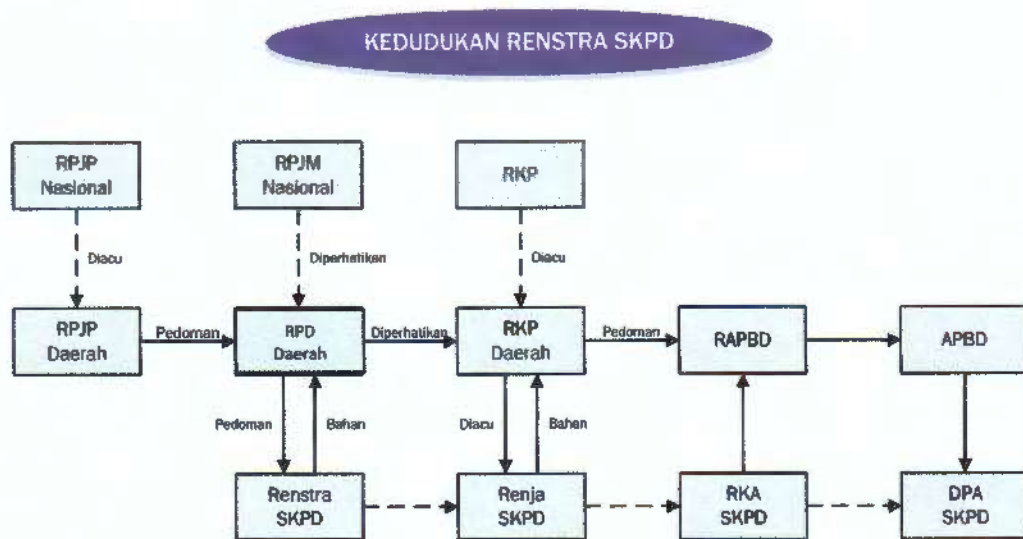 KEDUDUKAN RENSTRA SKPD
RPJP
Nasional
RPJM
Nasional
RKP
Diacu
Diperhatikan
Diacu
RPJP
Daerah
Pedoman
RPD
Daerah
Diperhatikan
RKP
Daerah
Pedoman
RAPBD
APBD
Pedoman
Bahan
Diacu
Bahan
Renstra
SKPD
Renja
SKPD
RKA
SKPD
DPA
SKPD